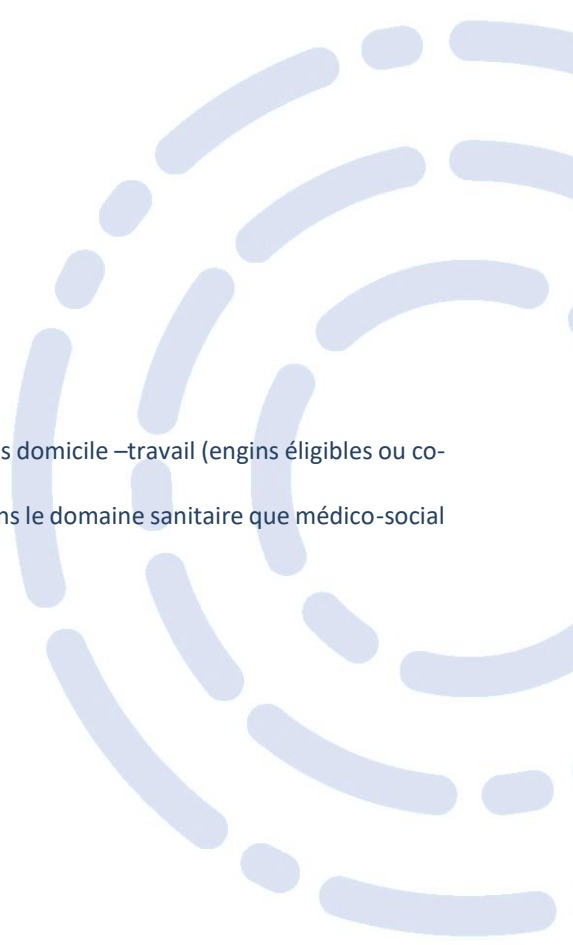 s domicile –travail (engins éligibles ou co-
ns le domaine sanitaire que médico-social